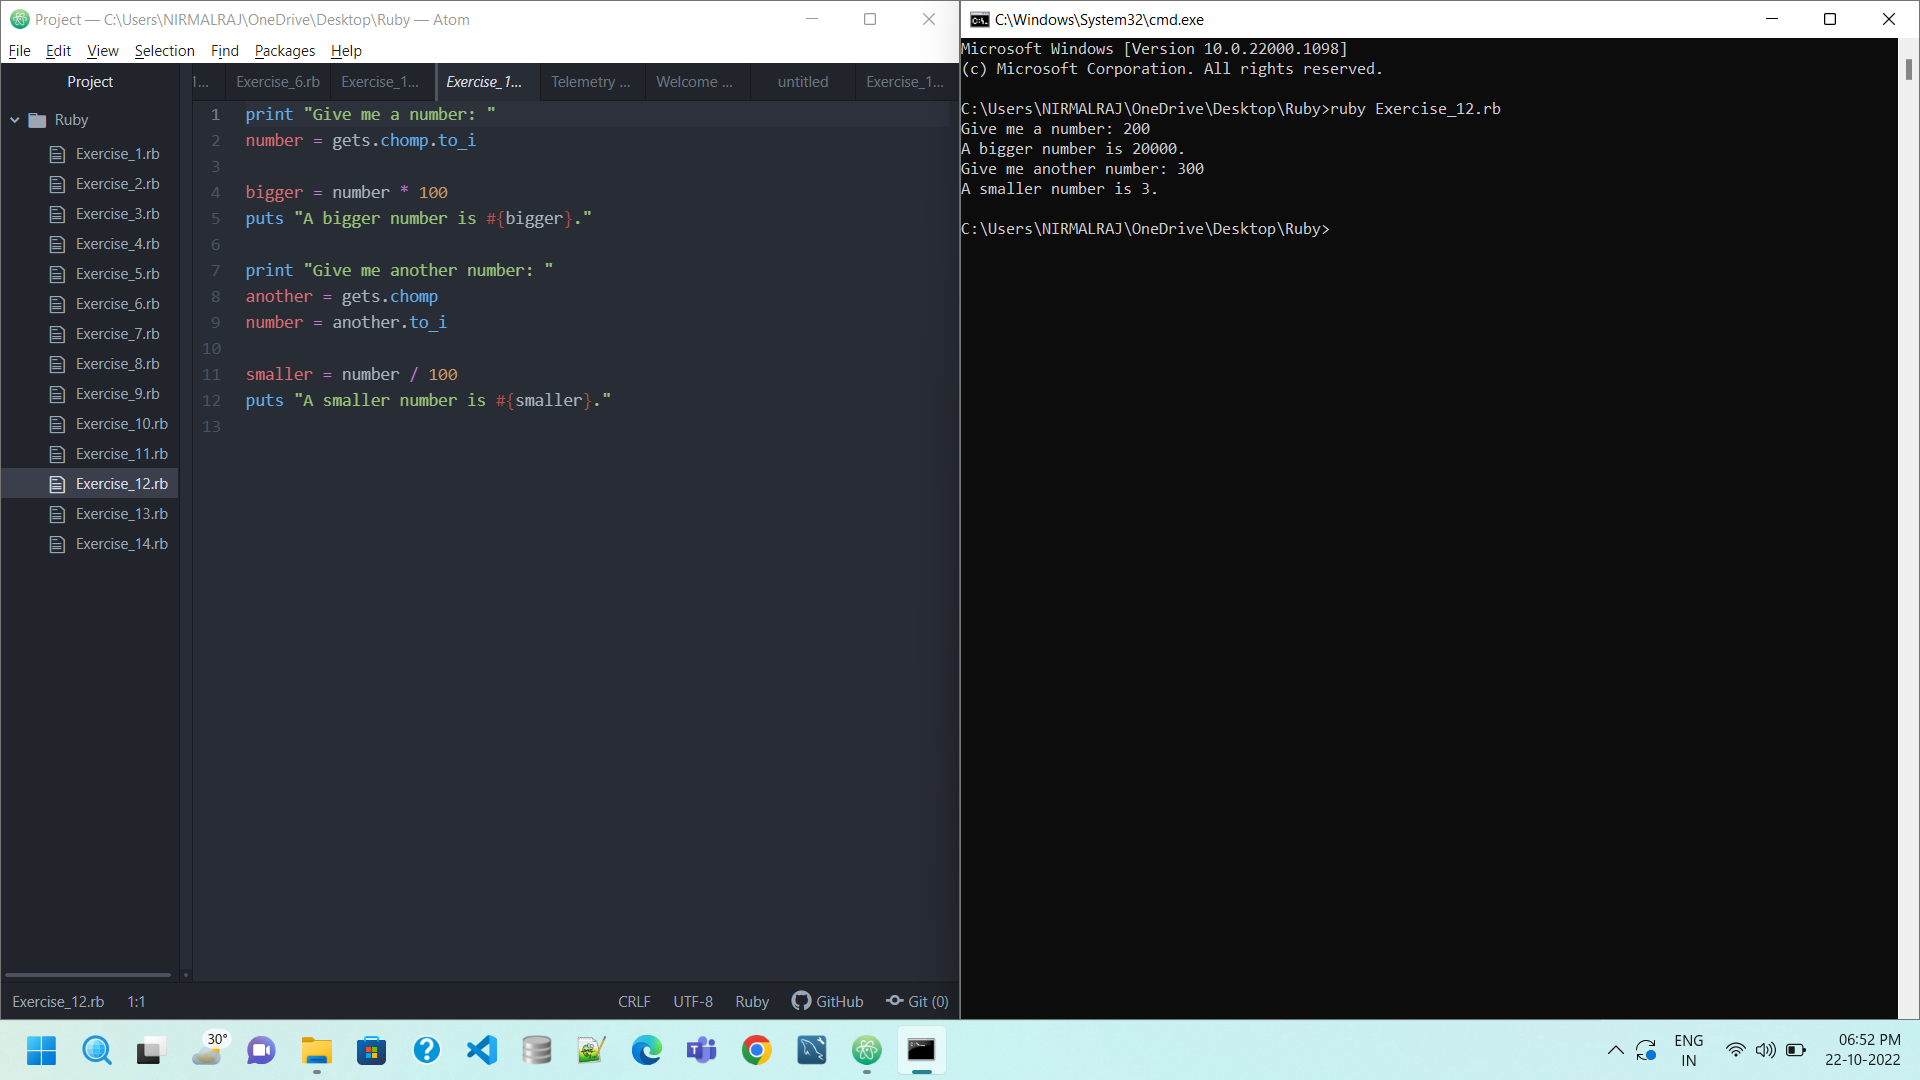 Project — C:\Users\NIRMALRAJ\OneDrive\Desktop\Ruby — Atom
File Edit View Selection Find Packages Help
Project
Ruby
Exercise_1.rb
Exercise_2.rb
Exercise_3.rb
Exercise_4.rb
Exercise_5.rb
Exercise_6.rb
Exercise_7.rb
Exercise_8.rb
Exercise_9.rb
Exercise_10.rb
Exercise_11.rb
Exercise_12.rb
Exercise_13.rb
Exercise_14.rb
1... Exercise_6.rb Exercise_1... Exercise_1... Telemetry ... Welcome ... untitled Exercise_1...
1 print "Give me a number: "
2 number = gets.chomp.to_i
3
4 bigger = number * 100
5 puts "A bigger number is #{bigger}."
6
7 print "Give me another number: "
8 another = gets.chomp
9 number = another.to_i
10
11 smaller = number / 100
12 puts "A smaller number is #{smaller}."
13
Exercise_12.rb 1:1 CRLF UTF-8 Ruby GitHub Git (0)
C:\Windows\System32\cmd.exe
Microsoft Windows [Version 10.0.22000.1098]
(c) Microsoft Corporation. All rights reserved.
C:\Users\NIRMALRAJ\OneDrive\Desktop\Ruby>ruby Exercise_12.rb
Give me a number: 200
A bigger number is 20000.
Give me another number: 300
A smaller number is 3.
C:\Users\NIRMALRAJ\OneDrive\Desktop\Ruby>
30°
ENG
IN
06:52 PM
22-10-2022